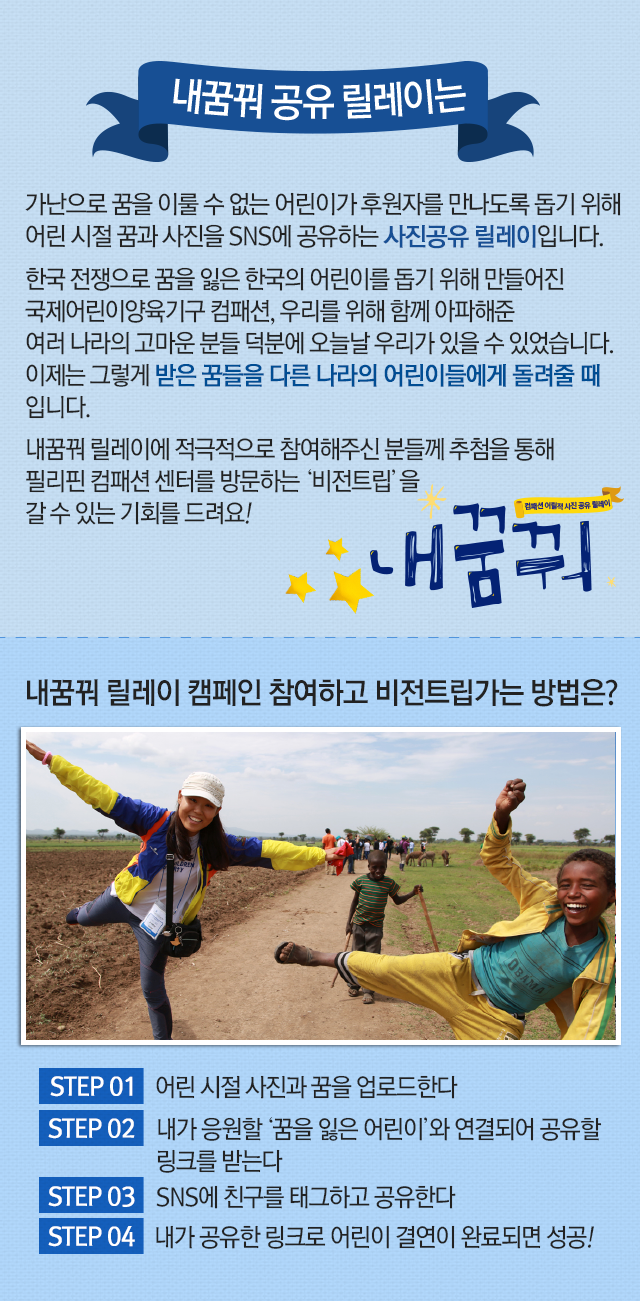 내꿈꿔 공유 릴레이는
가난으로 꿈을 이룰 수 없는 어린이가 후원자를 만나도록 돕기 위해
어린 시절 꿈과 사진을 SNS에 공유하는 사진공유 릴레이입니다.
한국 전쟁으로 꿈을 잃은 한국의 어린이를 돕기 위해 만들어진
국제어린이양육기구 컴패션, 우리를 위해 함께 아파해준
여러 나라의 고마운 분들 덕분에 오늘날 우리가 있을 수 있었습니다.
이제는 그렇게 받은 꿈들을 다른 나라의 어린이들에게 돌려줄 때
입니다.
내꿈꿔 릴레이에 적극적으로 참여해주신 분들께 추첨을 통해
필리핀 컴패션 센터를 방문하는 ‘비전트립’을
갈 수 있는 기회를 드려요!
컴패션 어릴적 사진 공유 릴레이
내꿈꿔
내꿈꿔 릴레이 캠페인 참여하고 비전트립가는 방법은?
OBAMA
STEP 01 어린 시절 사진과 꿈을 업로드한다
STEP 02 내가 응원할 ‘꿈을 잃은 어린이’와 연결되어 공유할
링크를 받는다
STEP 03 SNS에 친구를 태그하고 공유한다
STEP 04 내가 공유한 링크로 어린이 결연이 완료되면 성공!